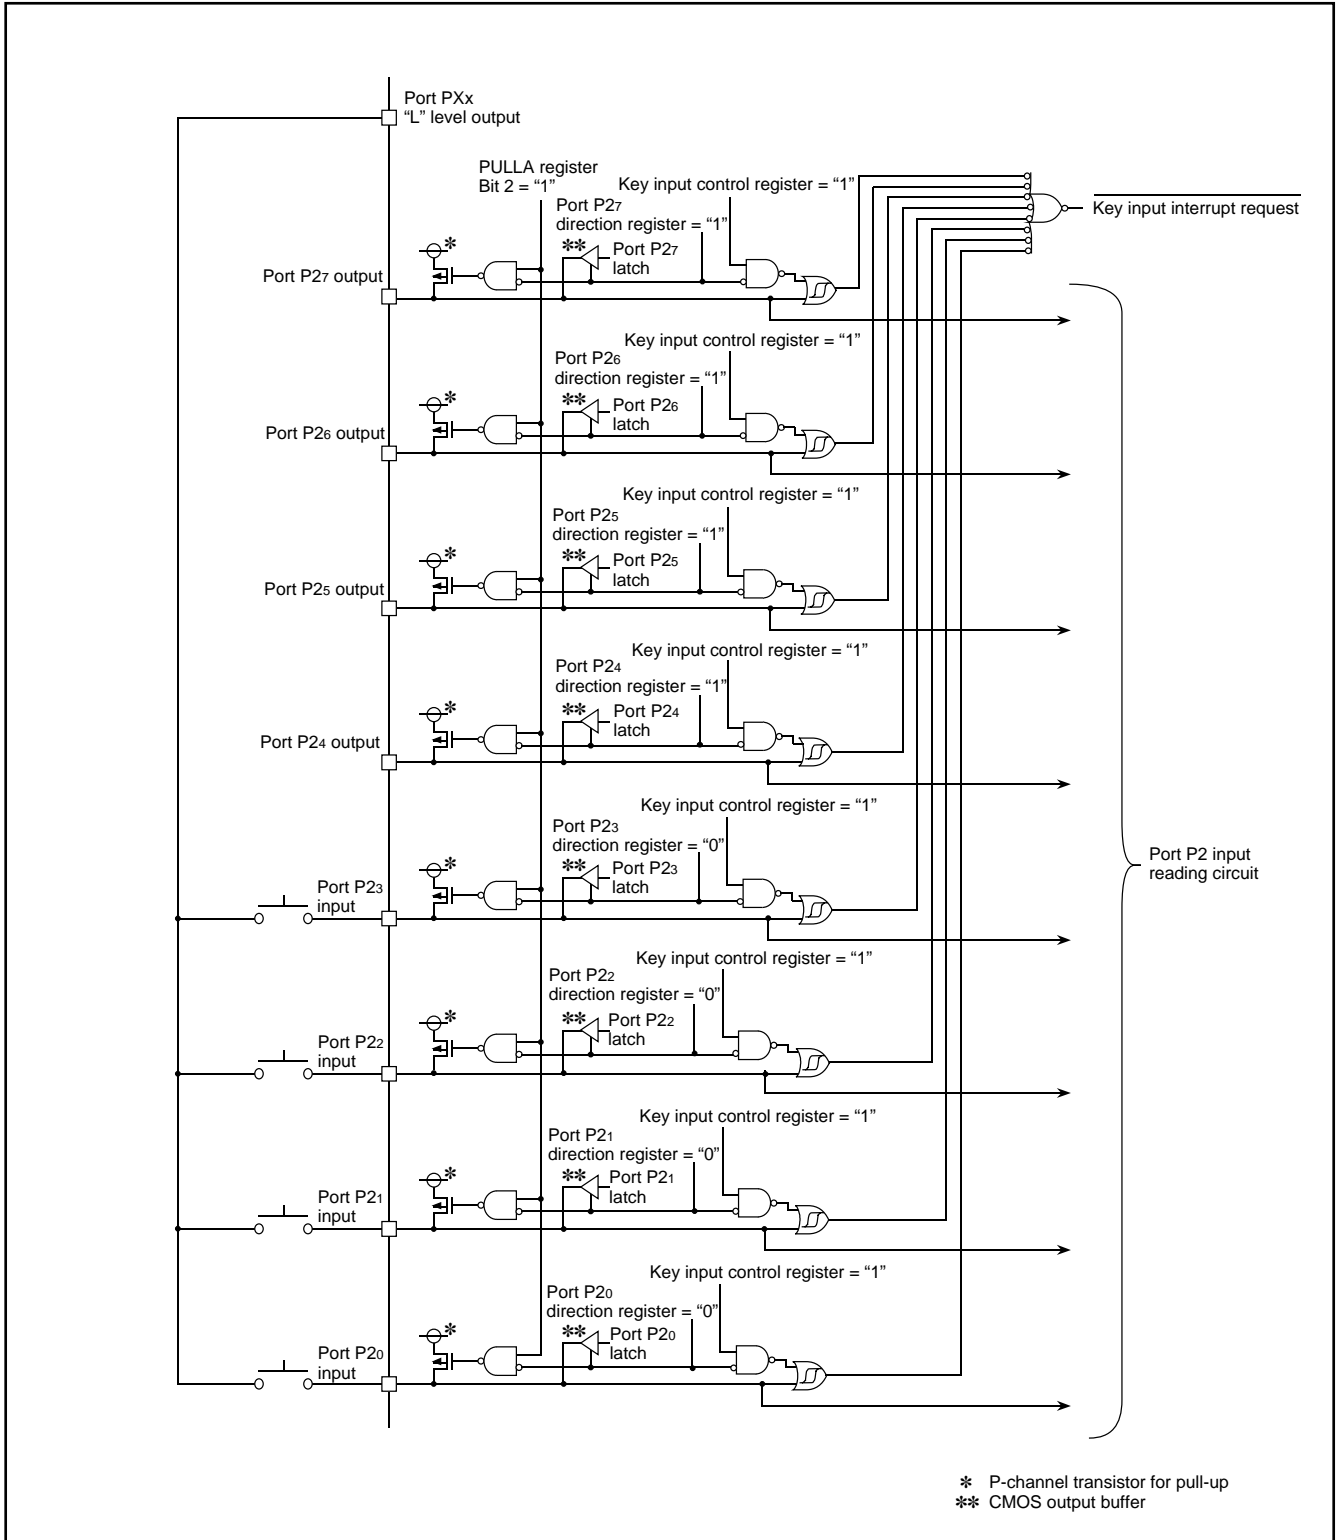 Port PXx
“L” level output
PULLA register
Bit 2 = “1”
Key input control register = “1”
Port P27
direction register = “1”
**
Port P27
latch
*
Port P27 output
Key input interrupt request
Key input control register = “1”
Port P26
direction register = “1”
**
Port P26
latch
*
Port P26 output
Key input control register = “1”
Port P25
direction register = “1”
**
Port P25
latch
*
Port P25 output
Key input control register = “1”
Port P24
direction register = “1”
**
Port P24
latch
*
Port P24 output
Key input control register = “1”
Port P23
direction register = “0”
**
Port P23
latch
*
Port P23
input
Port P2 input
reading circuit
Key input control register = “1”
Port P22
direction register = “0”
**
Port P22
latch
*
Port P22
input
Key input control register = “1”
Port P21
direction register = “0”
**
Port P21
latch
*
Port P21
input
Key input control register = “1”
Port P20
direction register = “0”
**
Port P20
latch
*
Port P20
input
* P-channel transistor for pull-up
** CMOS output buffer